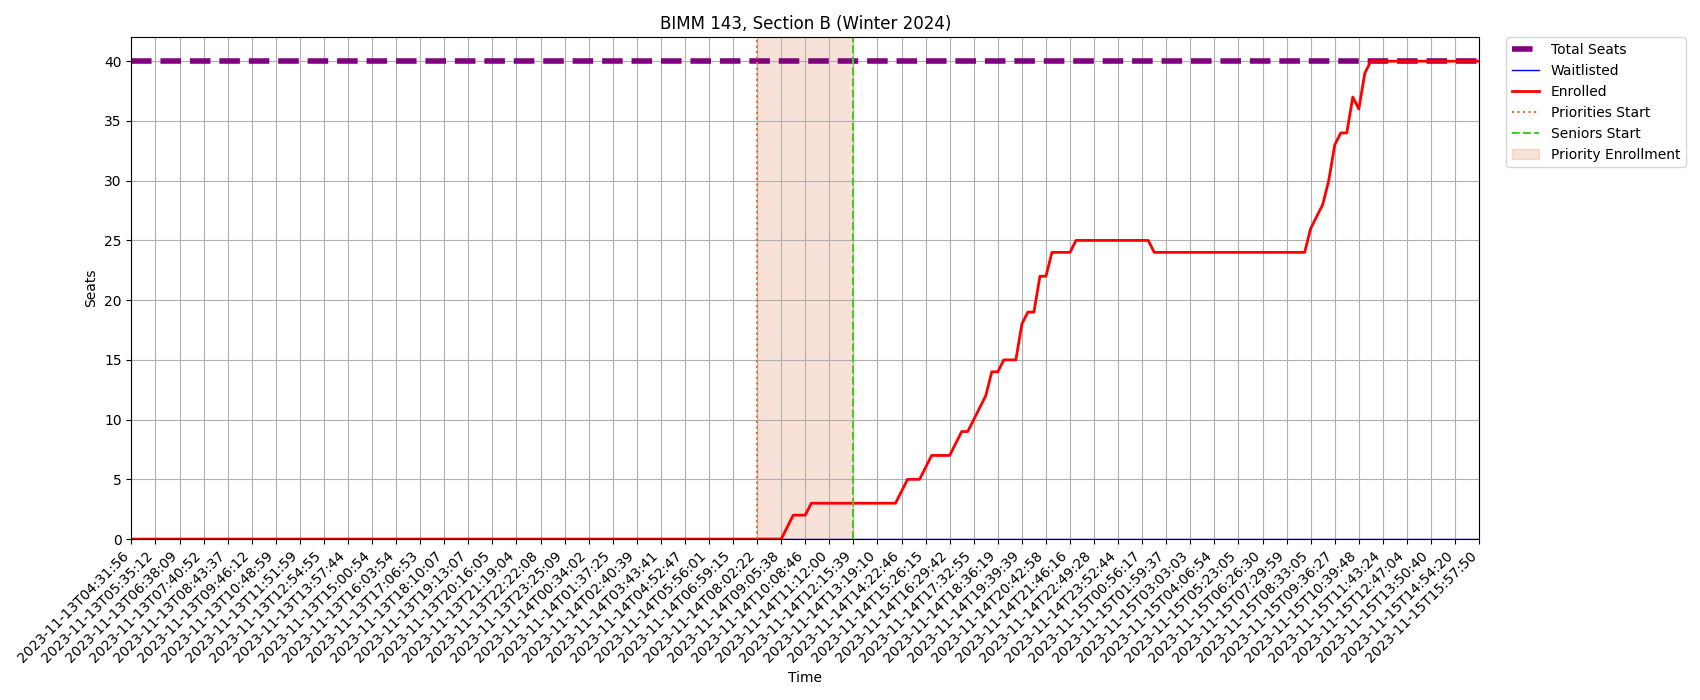 BIMM 143, Section B (Winter 2024)
Total Seats
Waitlisted
Enrolled
Priorities Start
Seniors Start
Priority Enrollment
Seats
40
35
30
25
20
15
10
5
0
2023-11-13T04:31:56
2023-11-13T05:35:12
2023-11-13T06:38:09
2023-11-13T07:40:52
2023-11-13T08:43:37
2023-11-13T09:46:12
2023-11-13T10:48:59
2023-11-13T11:51:59
2023-11-13T12:54:55
2023-11-13T13:57:44
2023-11-13T15:00:54
2023-11-13T16:03:54
2023-11-13T17:06:53
2023-11-13T18:10:07
2023-11-13T19:13:07
2023-11-13T20:16:05
2023-11-13T21:19:04
2023-11-13T22:22:08
2023-11-13T23:25:09
2023-11-14T00:34:02
2023-11-14T01:37:25
2023-11-14T02:40:39
2023-11-14T03:43:41
2023-11-14T04:52:47
2023-11-14T05:56:01
2023-11-14T06:59:15
2023-11-14T08:02:22
2023-11-14T09:05:38
2023-11-14T10:08:46
2023-11-14T11:12:00
2023-11-14T12:15:39
2023-11-14T13:19:10
2023-11-14T14:22:46
2023-11-14T15:26:15
2023-11-14T16:29:42
2023-11-14T17:32:55
2023-11-14T18:36:19
2023-11-14T19:39:39
2023-11-14T20:42:58
2023-11-14T21:46:16
2023-11-14T22:49:28
2023-11-14T23:52:44
2023-11-15T00:56:17
2023-11-15T01:59:37
2023-11-15T03:03:03
2023-11-15T04:06:54
2023-11-15T05:23:05
2023-11-15T06:26:30
2023-11-15T07:29:59
2023-11-15T08:33:05
2023-11-15T09:36:27
2023-11-15T10:39:48
2023-11-15T11:43:24
2023-11-15T12:47:04
2023-11-15T13:50:40
2023-11-15T14:54:20
2023-11-15T15:57:50
Time